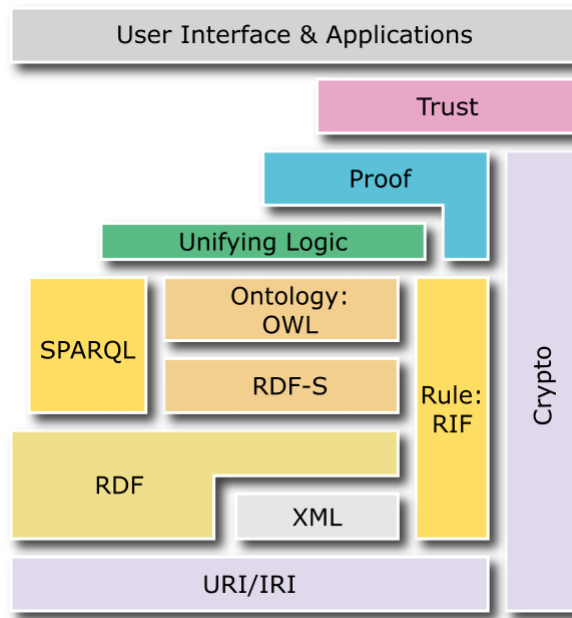 User Interface & Applications
Trust
Proof
Unifying Logic
Ontology:
OWL
SPARQL
RDF-S
Rule:
RIF
Crypto
RDF
XML
URI/IRI